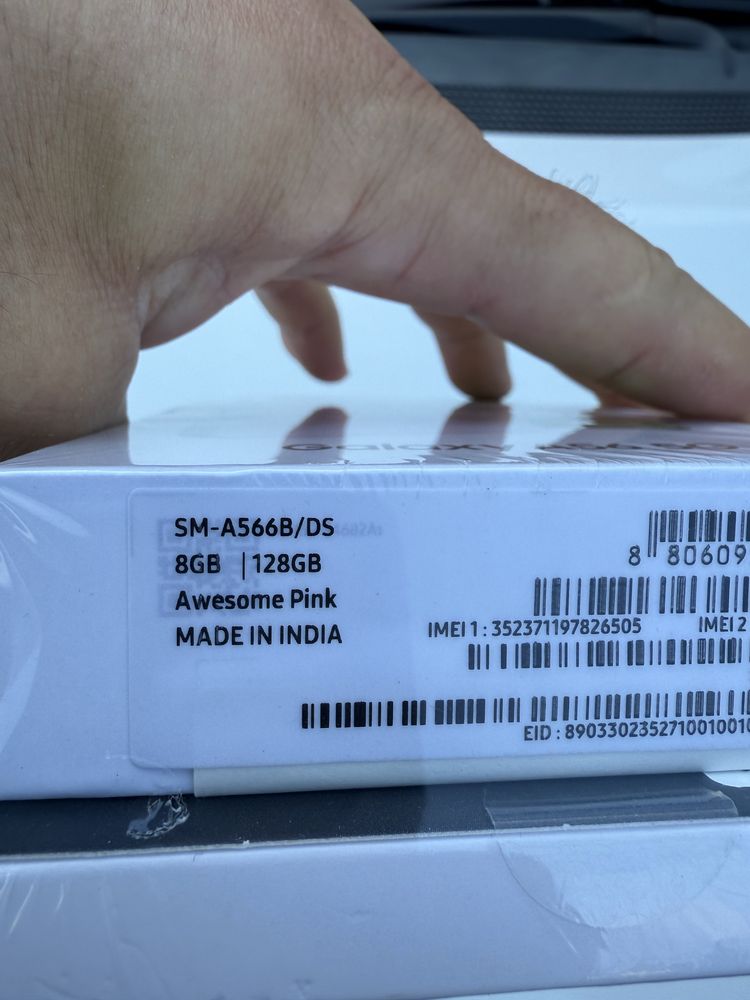 Galaxy
SM-A566B/DS
8GB | 128GB
Awesome Pink
MADE IN INDIA
8 80609
IMEI 1 : 352371197826505
IMEI 2
EID : 8903302352710010010